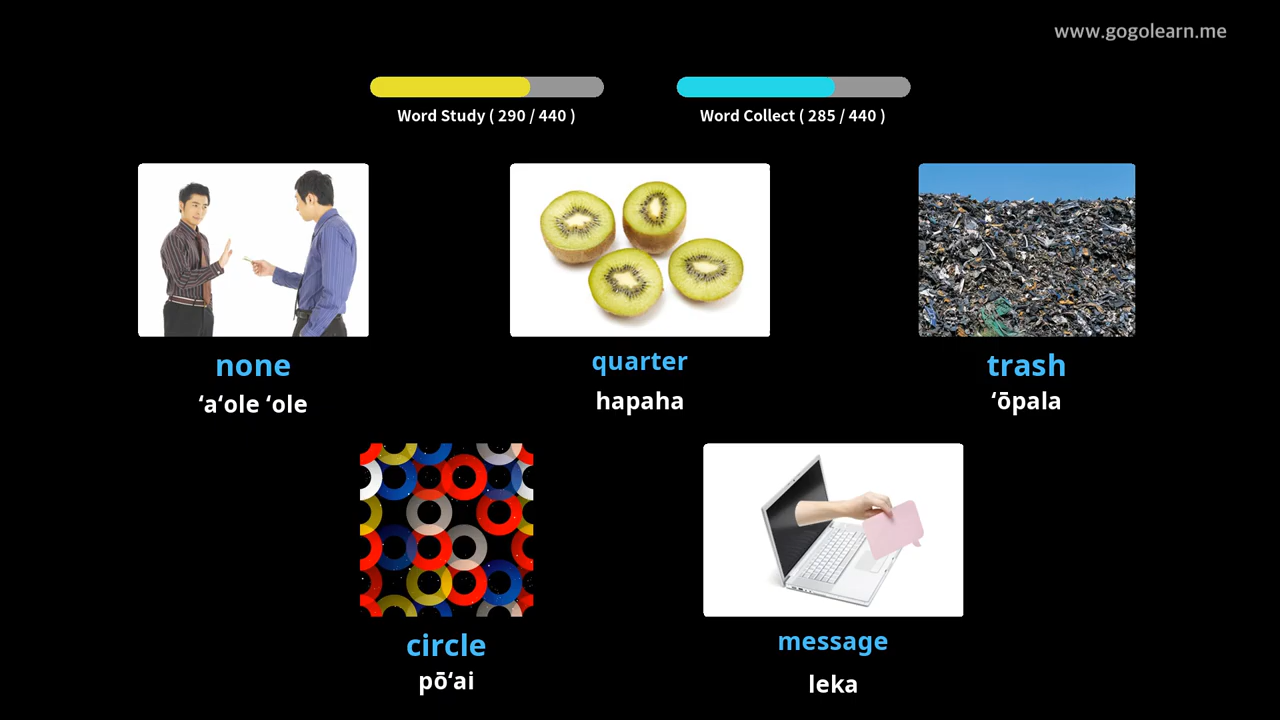 www.gogolearn.me
Word Study ( 290 / 440 )
Word Collect ( 285 / 440 )
none
ʻaʻole ʻole
quarter
hapaha
trash
ʻōpala
circle
pōʻai
message
leka